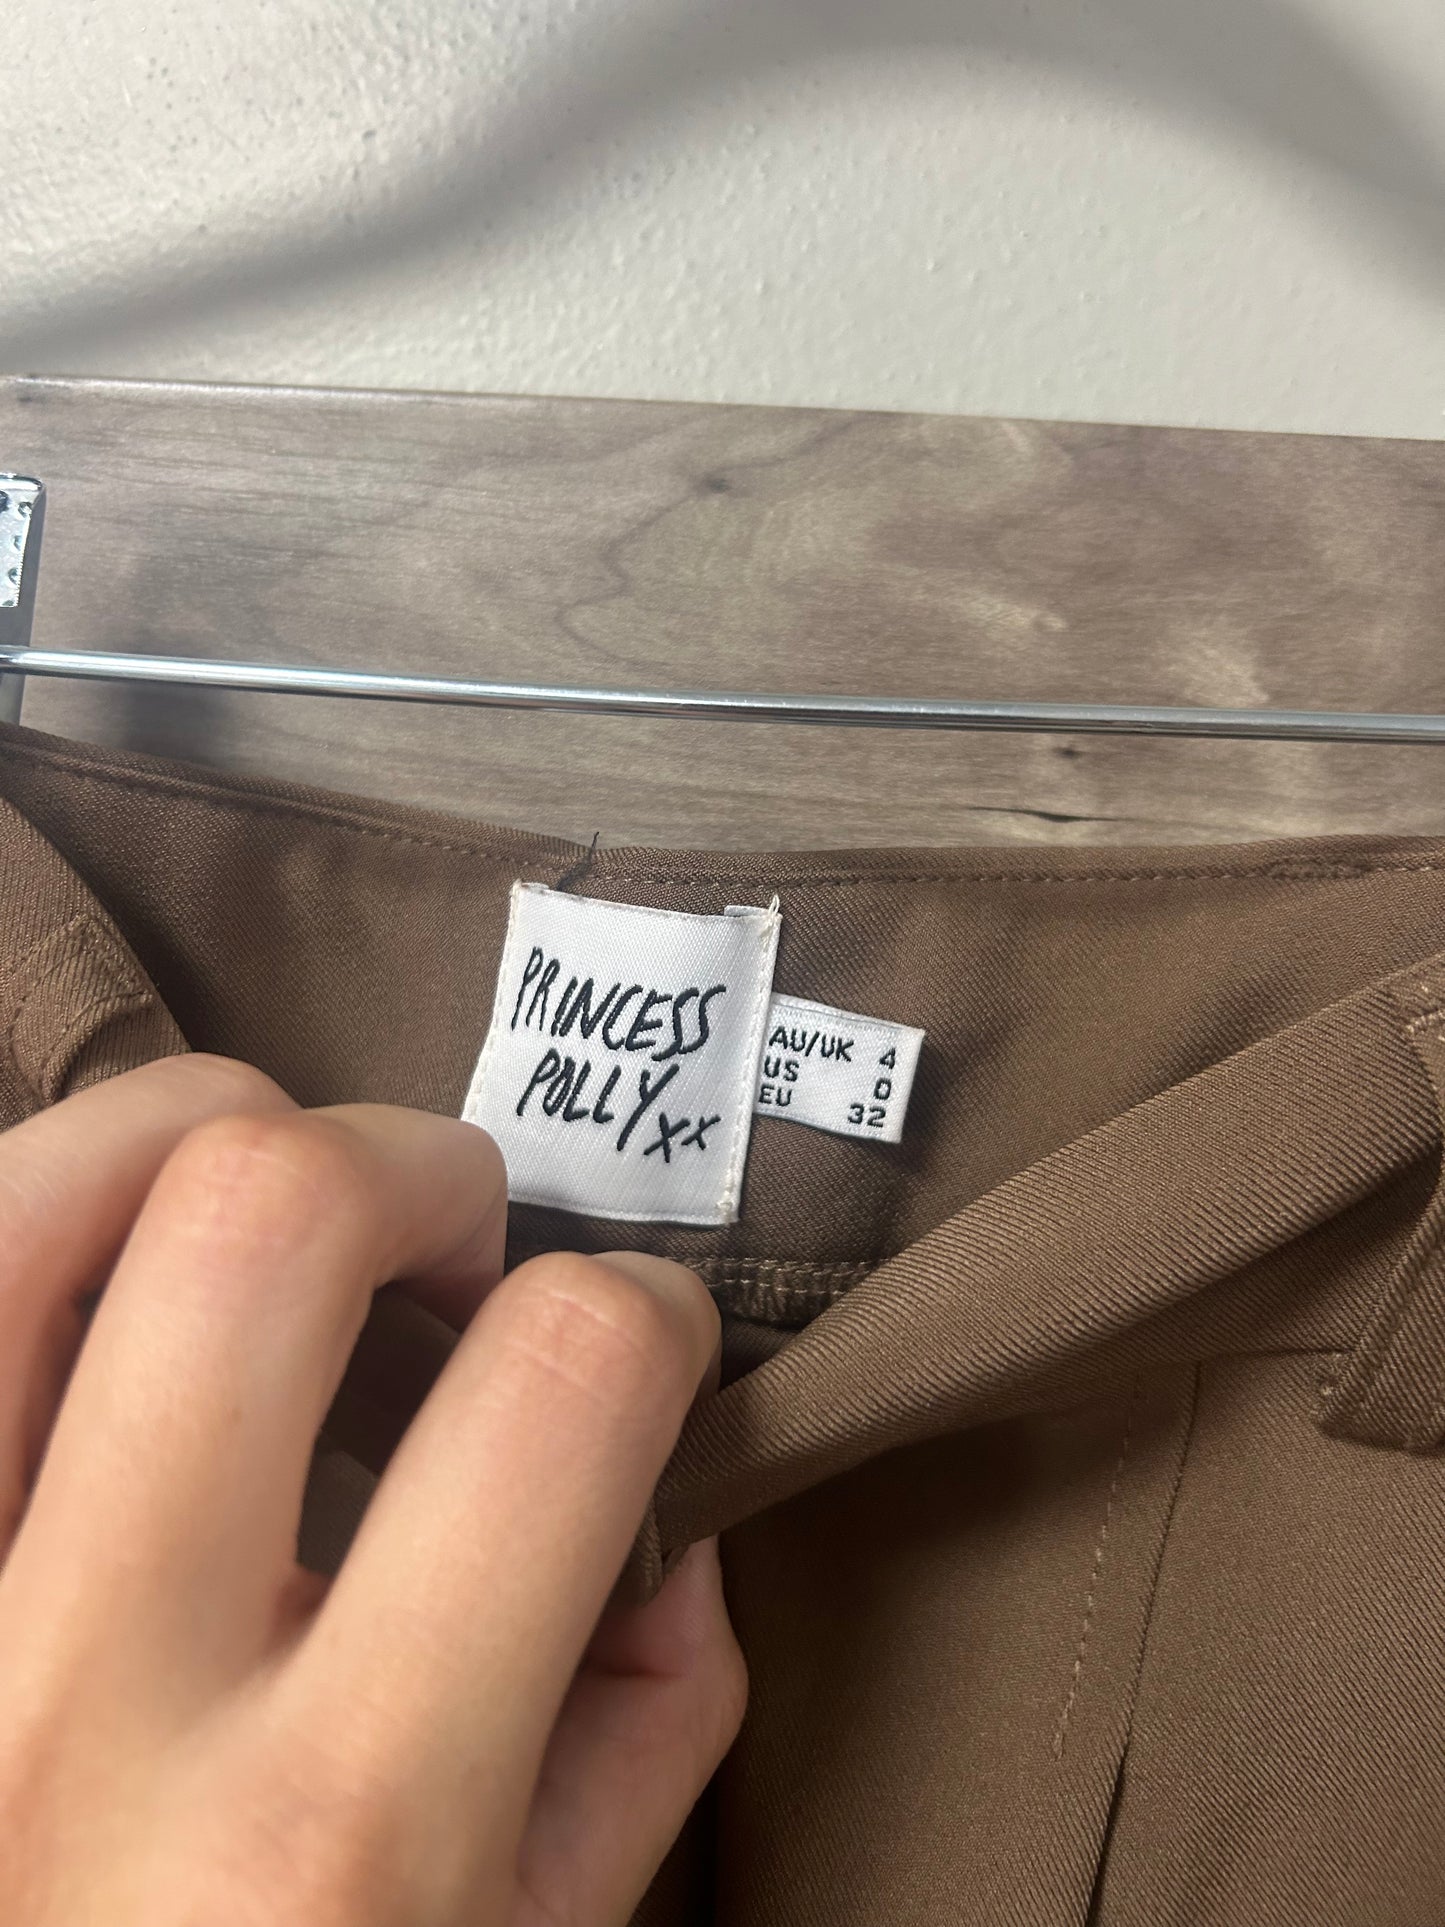 PRINCESS
POLLY xx
AU/UK 4
US 0
EU 32